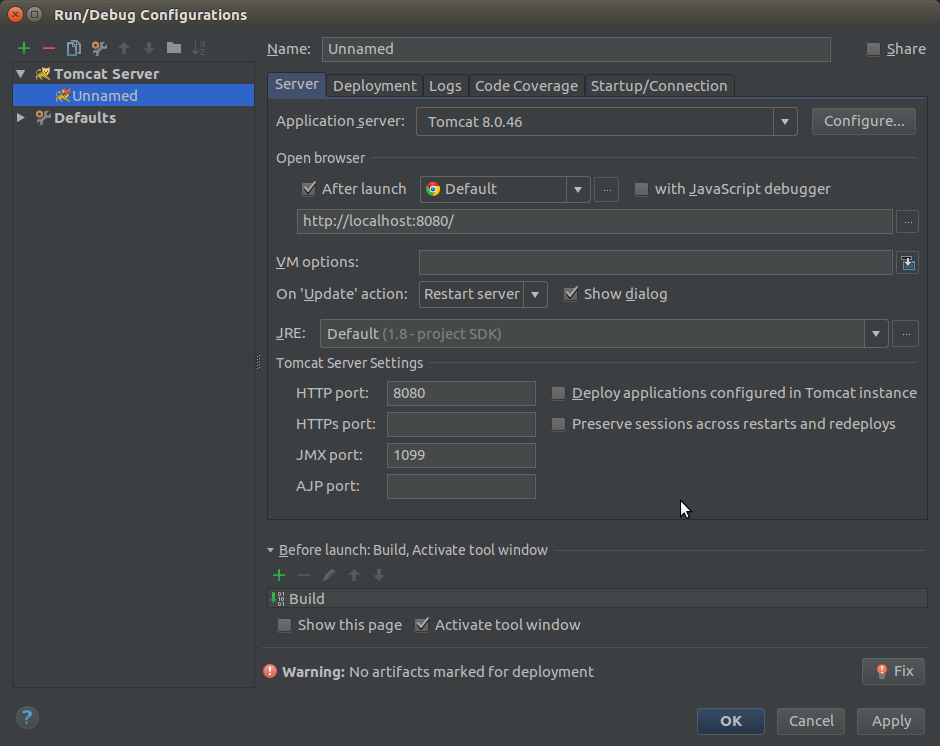 Run/Debug Configurations
Name: Unnamed Share
Tomcat Server
Unnamed
Defaults
Server Deployment Logs Code Coverage Startup/Connection
Application server: Tomcat 8.0.46 Configure...
Open browser
After launch Default ... with JavaScript debugger
http://localhost:8080/ ...
VM options:
On 'Update' action: Restart server Show dialog
JRE: Default (1.8 - project SDK) ...
Tomcat Server Settings
HTTP port: 8080 Deploy applications configured in Tomcat instance
HTTPs port: Preserve sessions across restarts and redeploys
JMX port: 1099
AJP port:
Before launch: Build, Activate tool window
Build
Show this page Activate tool window
Warning: No artifacts marked for deployment Fix
? OK Cancel Apply